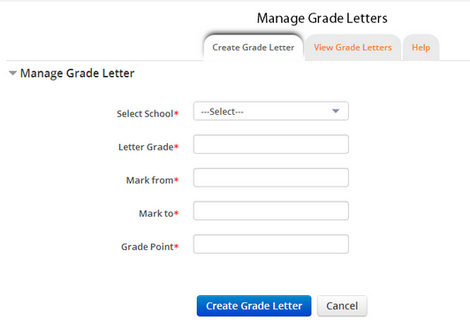 Manage Grade Letters
Create Grade Letter View Grade Letters Help
Manage Grade Letter
Select School* ---Select---
Letter Grade*
Mark from*
Mark to*
Grade Point*
Create Grade Letter Cancel